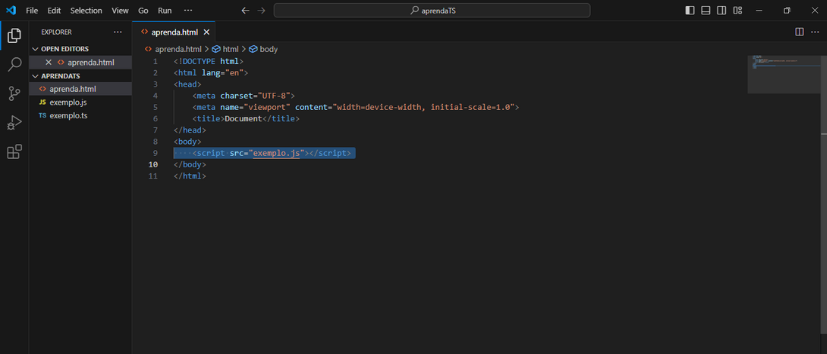 File Edit Selection View Go Run ··· aprendaTS
EXPLORER ···
OPEN EDITORS
aprenda.html
APRENDATS
aprenda.html
JS exemplo.js
TS exemplo.ts
aprenda.html
aprenda.html > html > body
1 <!DOCTYPE html>
2 <html lang="en">
3 <head>
4 <meta charset="UTF-8">
5 <meta name="viewport" content="width=device-width, initial-scale=1.0">
6 <title>Document</title>
7 </head>
8 <body>
9 <script src="exemplo.js"></script>
10 </body>
11 </html>